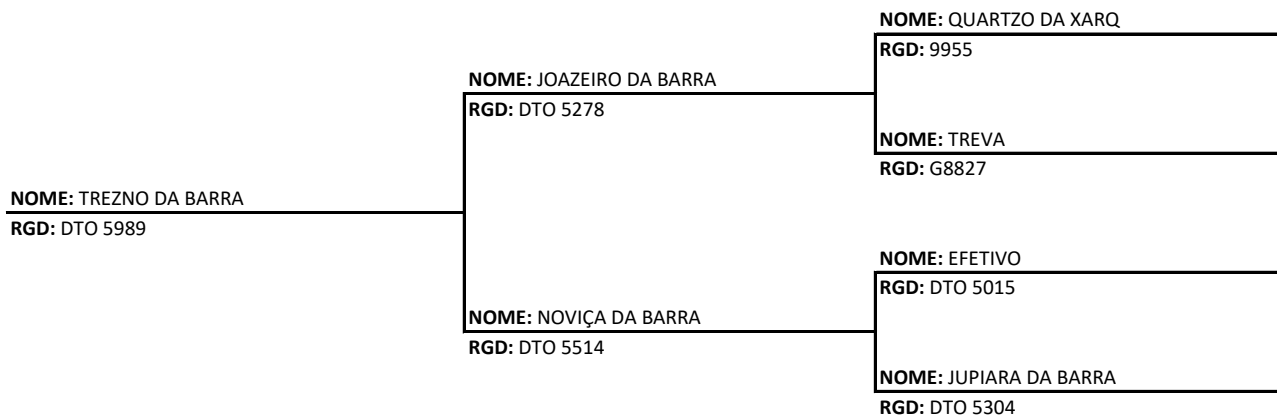 NOME: QUARTZO DA XARQ
RGD: 9955
NOME: JOAZEIRO DA BARRA
RGD: DTO 5278
NOME: TREVA
RGD: G8827
NOME: TREZNO DA BARRA
RGD: DTO 5989
NOME: EFETIVO
RGD: DTO 5015
NOME: NOVIÇA DA BARRA
RGD: DTO 5514
NOME: JUPIARA DA BARRA
RGD: DTO 5304